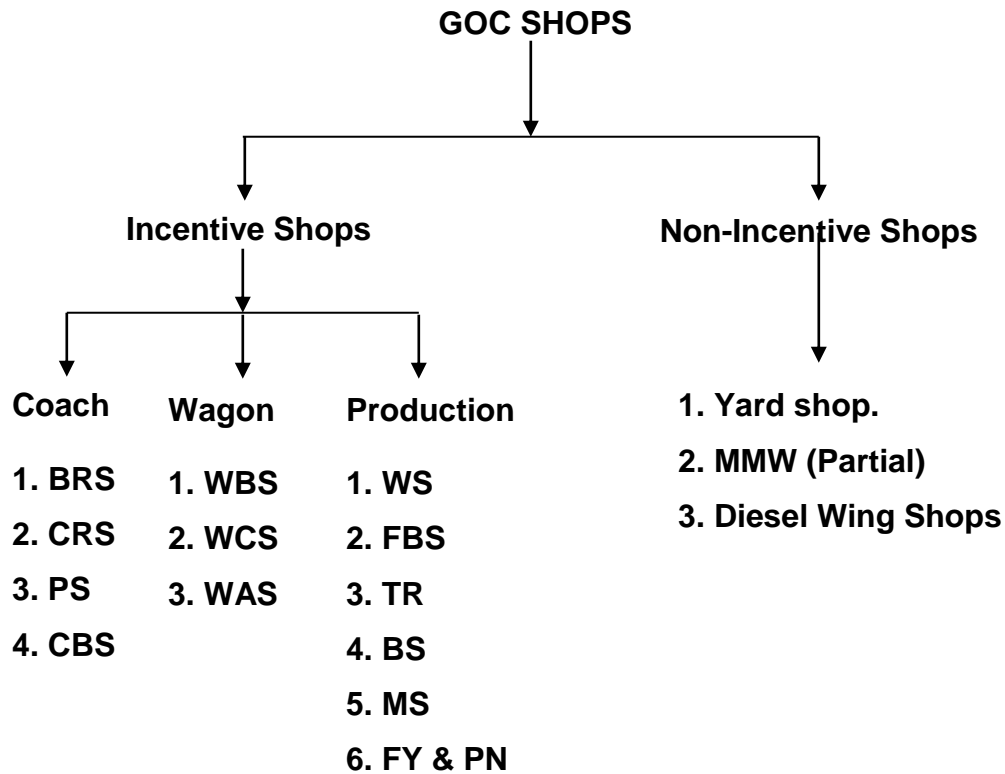 GOC SHOPS
Incentive Shops
Non-Incentive Shops
Coach
1. BRS
2. CRS
3. PS
4. CBS
Wagon
1. WBS
2. WCS
3. WAS
Production
1. WS
2. FBS
3. TR
4. BS
5. MS
6. FY & PN
1. Yard shop.
2. MMW (Partial)
3. Diesel Wing Shops